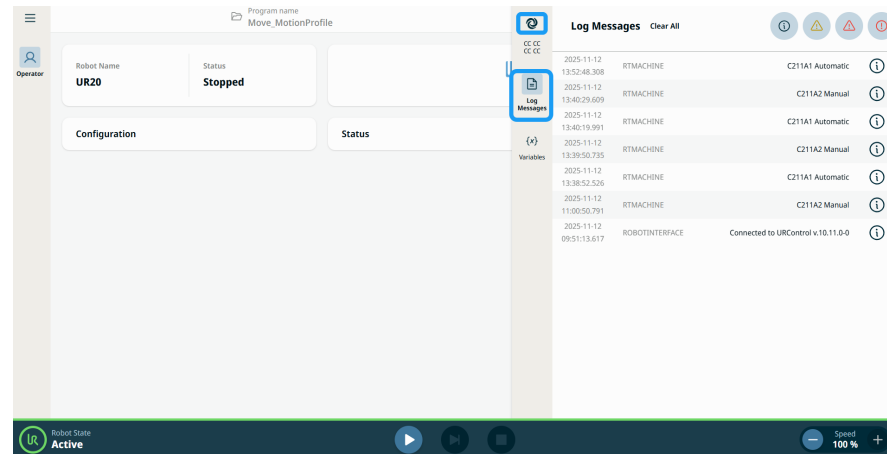 Program name
Move_MotionProfile
Operator
Robot Name
UR20
Status
Stopped
Configuration
Status
CC CC
CC CC
Log
Messages
{x}
Variables
Log Messages Clear All
2025-11-12
13:52:48.308
RTMACHINE
C211A1 Automatic
2025-11-12
13:40:29.609
RTMACHINE
C211A2 Manual
2025-11-12
13:40:19.991
RTMACHINE
C211A1 Automatic
2025-11-12
13:39:50.735
RTMACHINE
C211A2 Manual
2025-11-12
13:38:52.526
RTMACHINE
C211A1 Automatic
2025-11-12
11:00:50.791
RTMACHINE
C211A2 Manual
2025-11-12
09:51:13.617
ROBOTINTERFACE
Connected to URControl v.10.11.0-0
UR
Robot State
Active
Speed
100 %